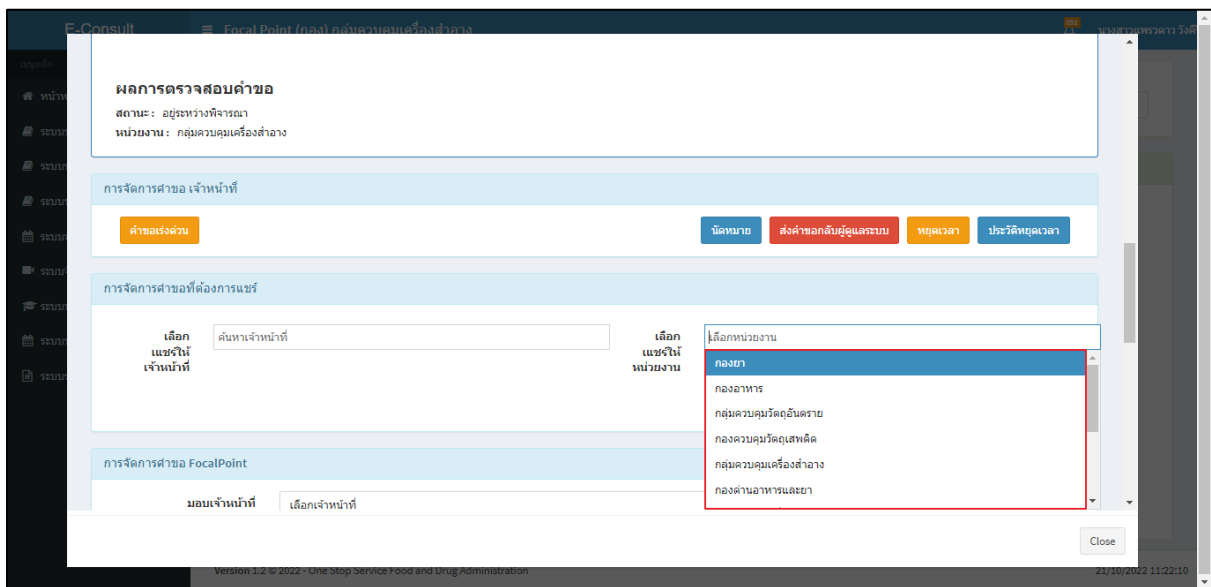 E-Consult
Focal Point (กอง) กลุ่มควบคุมเครื่องสำอาง
นางสาวแพรวดาว
เมนูหลัก
ผลการตรวจสอบคำขอ
สถานะ : อยู่ระหว่างพิจารณา
หน่วยงาน : กลุ่มควบคุมเครื่องสำอาง
การจัดการคำขอ เจ้าหน้าที่
คำขอเร่งด่วน นัดหมาย ส่งคำขอกลับผู้ดูแลระบบ หยุดเวลา ประวัติหยุดเวลา
การจัดการคำขอที่ต้องการแชร์
เลือก ค้นหาเจ้าหน้าที่ เลือก เลือกหน่วยงาน
แชร์ให้ แชร์ให้
เจ้าหน้าที่ หน่วยงาน
กองยา
กองอาหาร
กลุ่มควบคุมวัตถุอันตราย
กองควบคุมวัตถุเสพติด
กลุ่มควบคุมเครื่องสำอาง
กองด่านอาหารและยา
การจัดการคำขอ FocalPoint
มอบเจ้าหน้าที่ เลือกเจ้าหน้าที่
Close
Version 1.2 © 2022 - One Stop Service Food and Drug Administration
21/10/2022 11:22:10